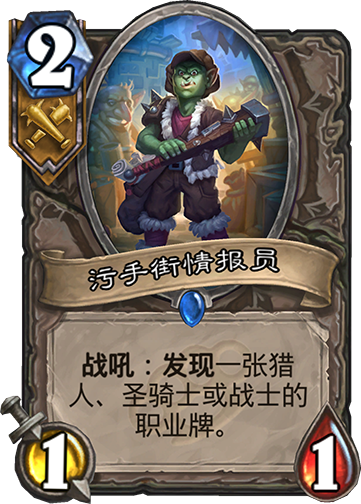 2
污手街情报员
战吼：发现一张猎
人、圣骑士或战士的
职业牌。
1
1